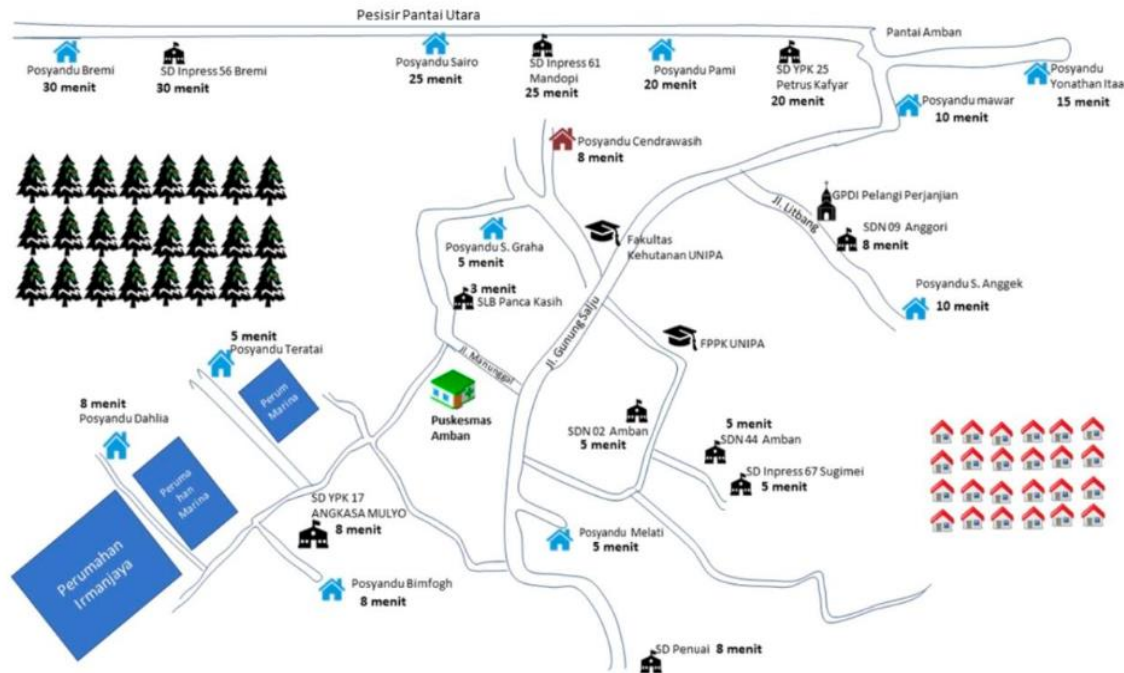 Pesisir Pantai Utara
Pantai Amban
Posyandu Bremi
30 menit
SD Inpress 56 Bremi
30 menit
Posyandu Sairo
25 menit
SD Inpress 61
Mandopi
25 menit
Posyandu Pami
20 menit
SD YPK 25
Petrus Kafyar
20 menit
Posyandu
Yonathan Itaa
15 menit
Posyandu mawar
10 menit
Posyandu Cendrawasih
8 menit
Jl. Litbang
GPDI Pelangi Perjanjian
SDN 09 Anggori
8 menit
Posyandu S. Graha
5 menit
Fakultas
Kehutanan UNIPA
Posyandu S. Anggek
10 menit
3 menit
SLB Panca Kasih
Jl. Gunung Salju
FPPK UNIPA
5 menit
Posyandu Teratai
Jl. Manunggal
Perum
Marina
Puskesmas
Amban
8 menit
Posyandu Dahlia
SDN 02 Amban
5 menit
5 menit
SDN 44 Amban
SD Inpress 67 Sugimei
5 menit
Peruma
han
Marina
SD YPK 17
ANGKASA MULYO
8 menit
Posyandu Melati
5 menit
Perumahan
Irmanjaya
Posyandu Bimfogh
8 menit
SD Penuai 8 menit